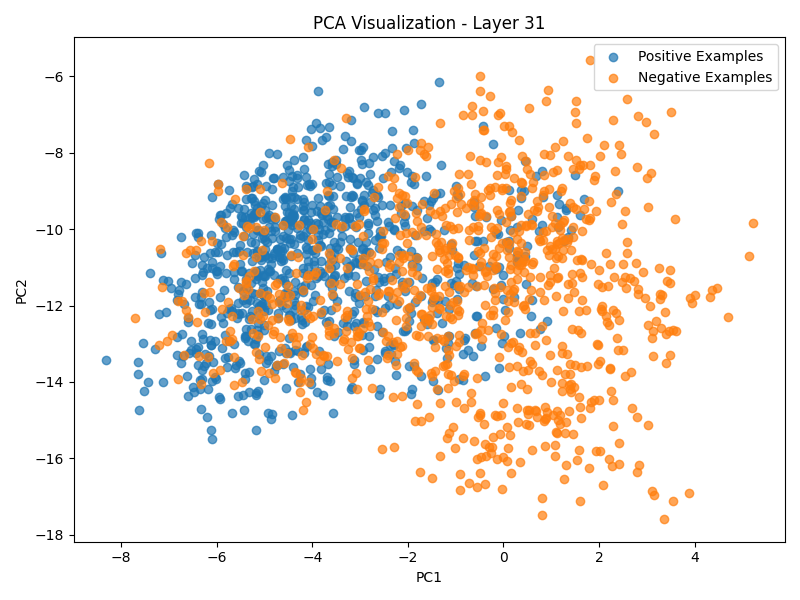 PCA Visualization - Layer 31
Positive Examples
Negative Examples
−6
−8
−10
−12
−14
−16
−18
PC2
−8 −6 −4 −2 0 2 4
PC1